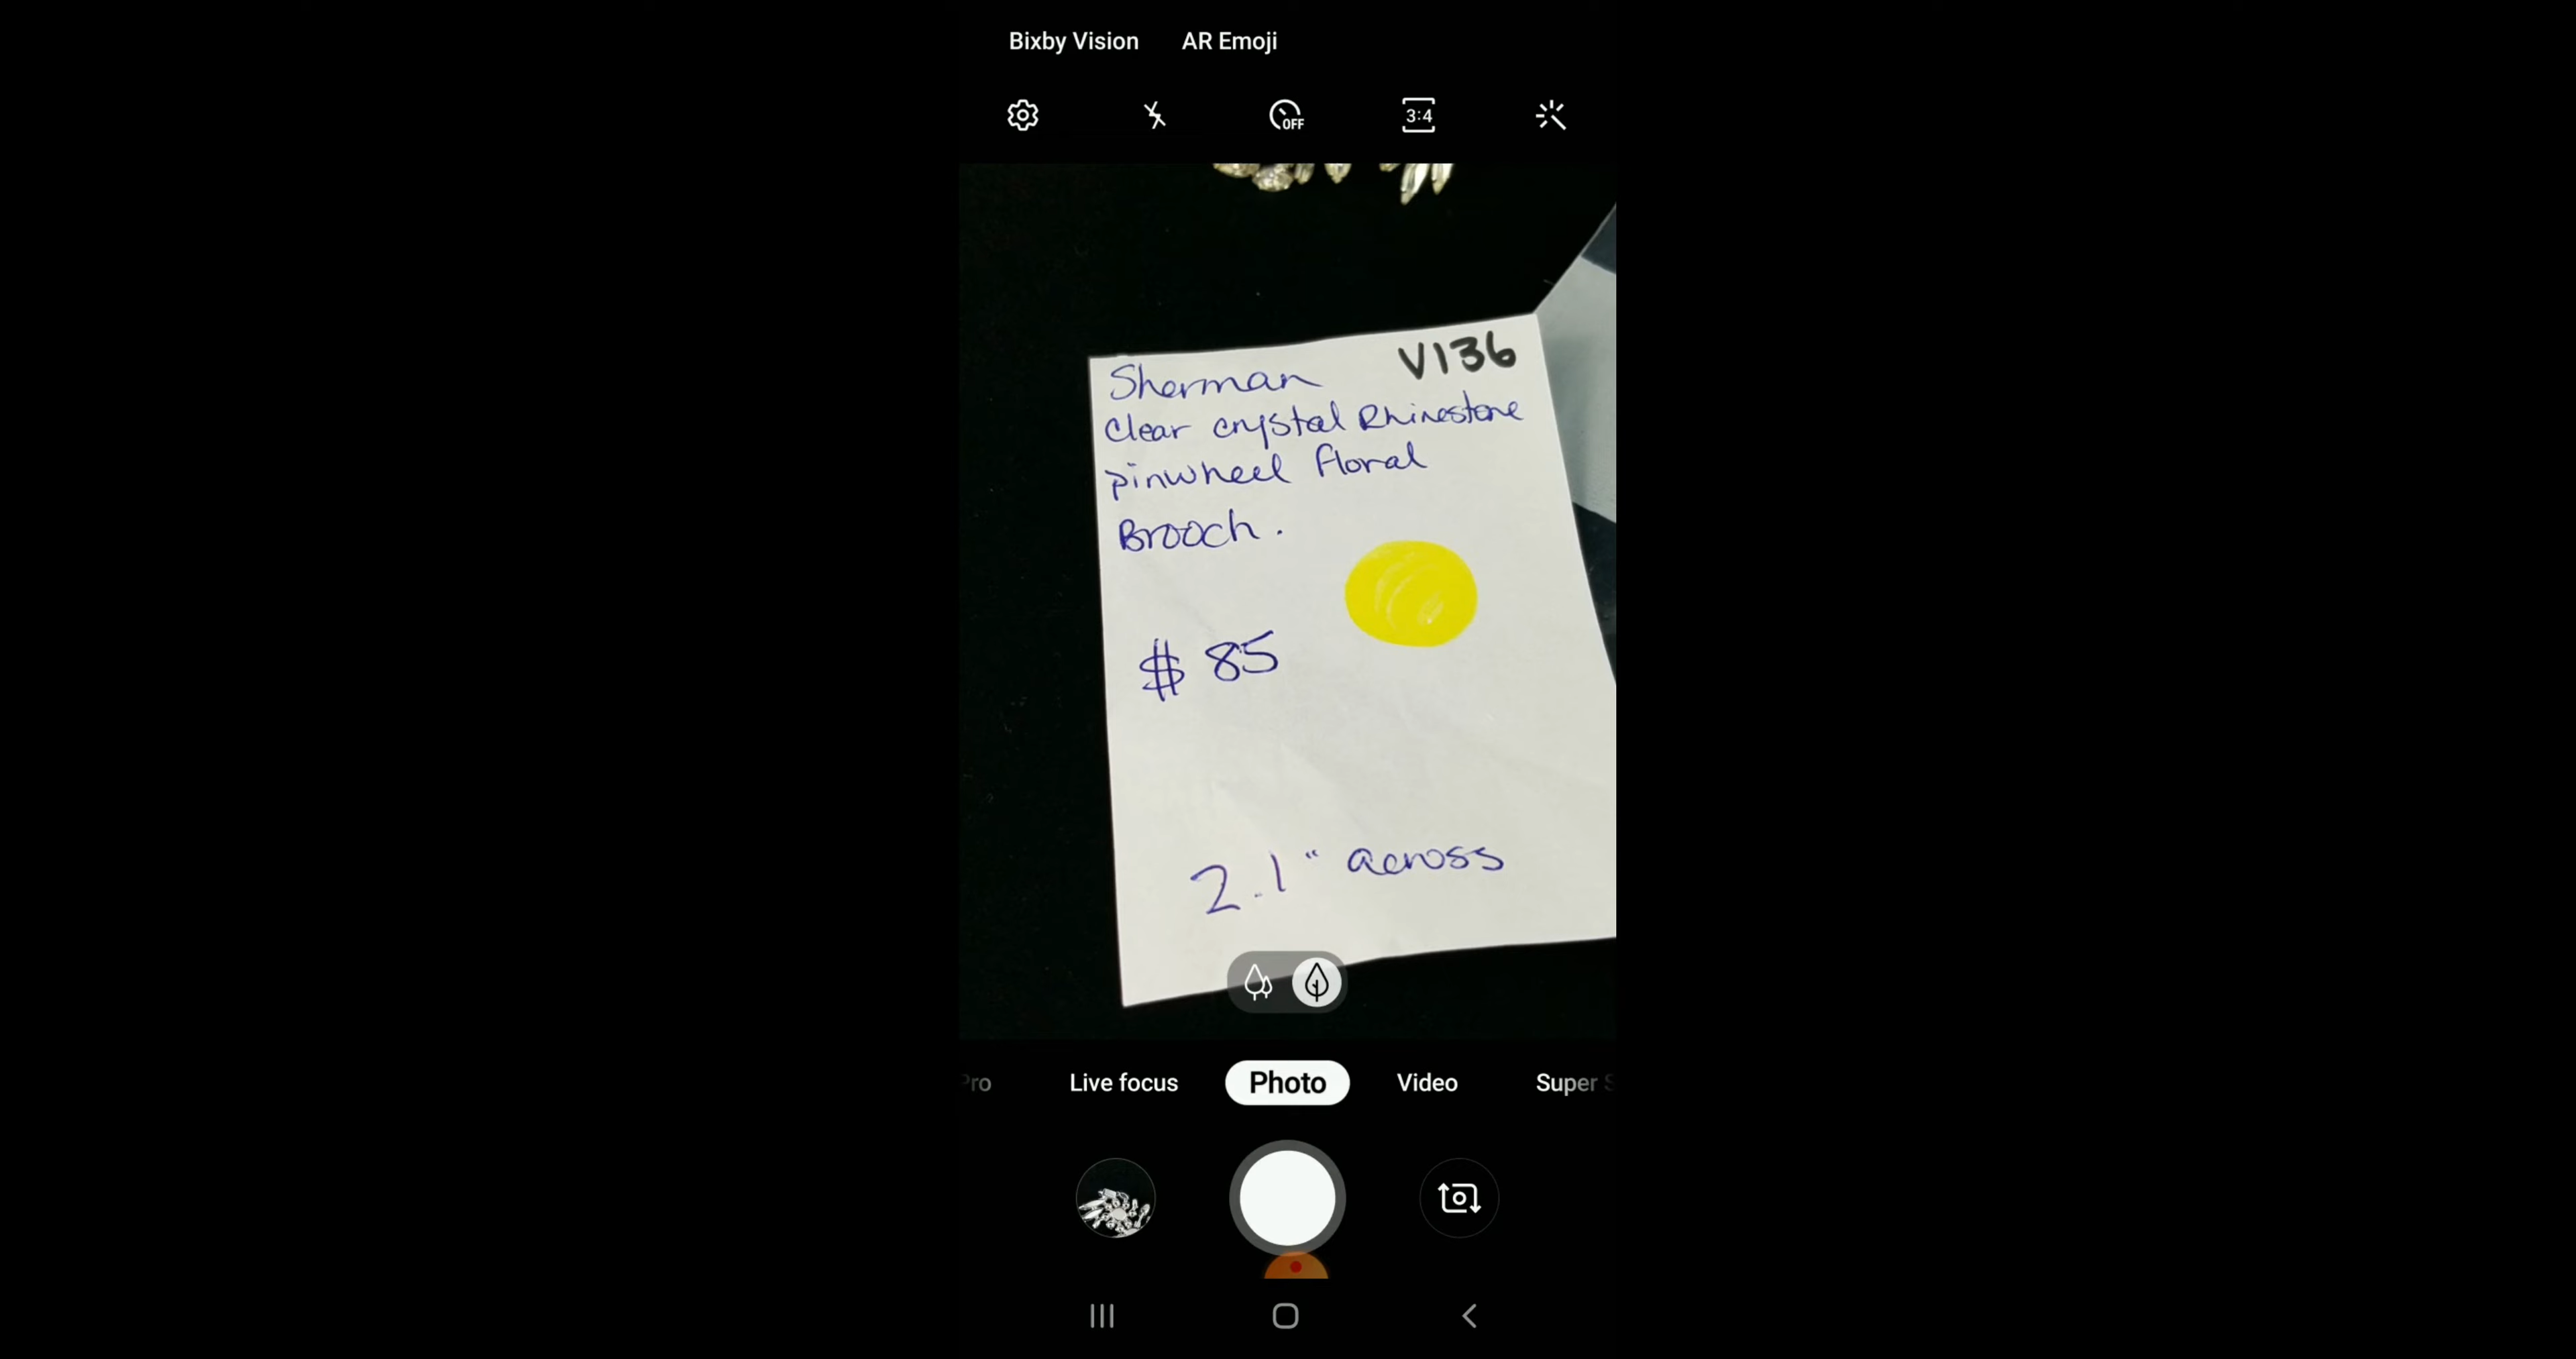 Bixby Vision AR Emoji
OFF
3:4
V136
Sherman
Clear crystal Rhinestone
pinwheel floral
Brooch.
$ 85
2.1" across
Pro Live focus Photo Video Super S